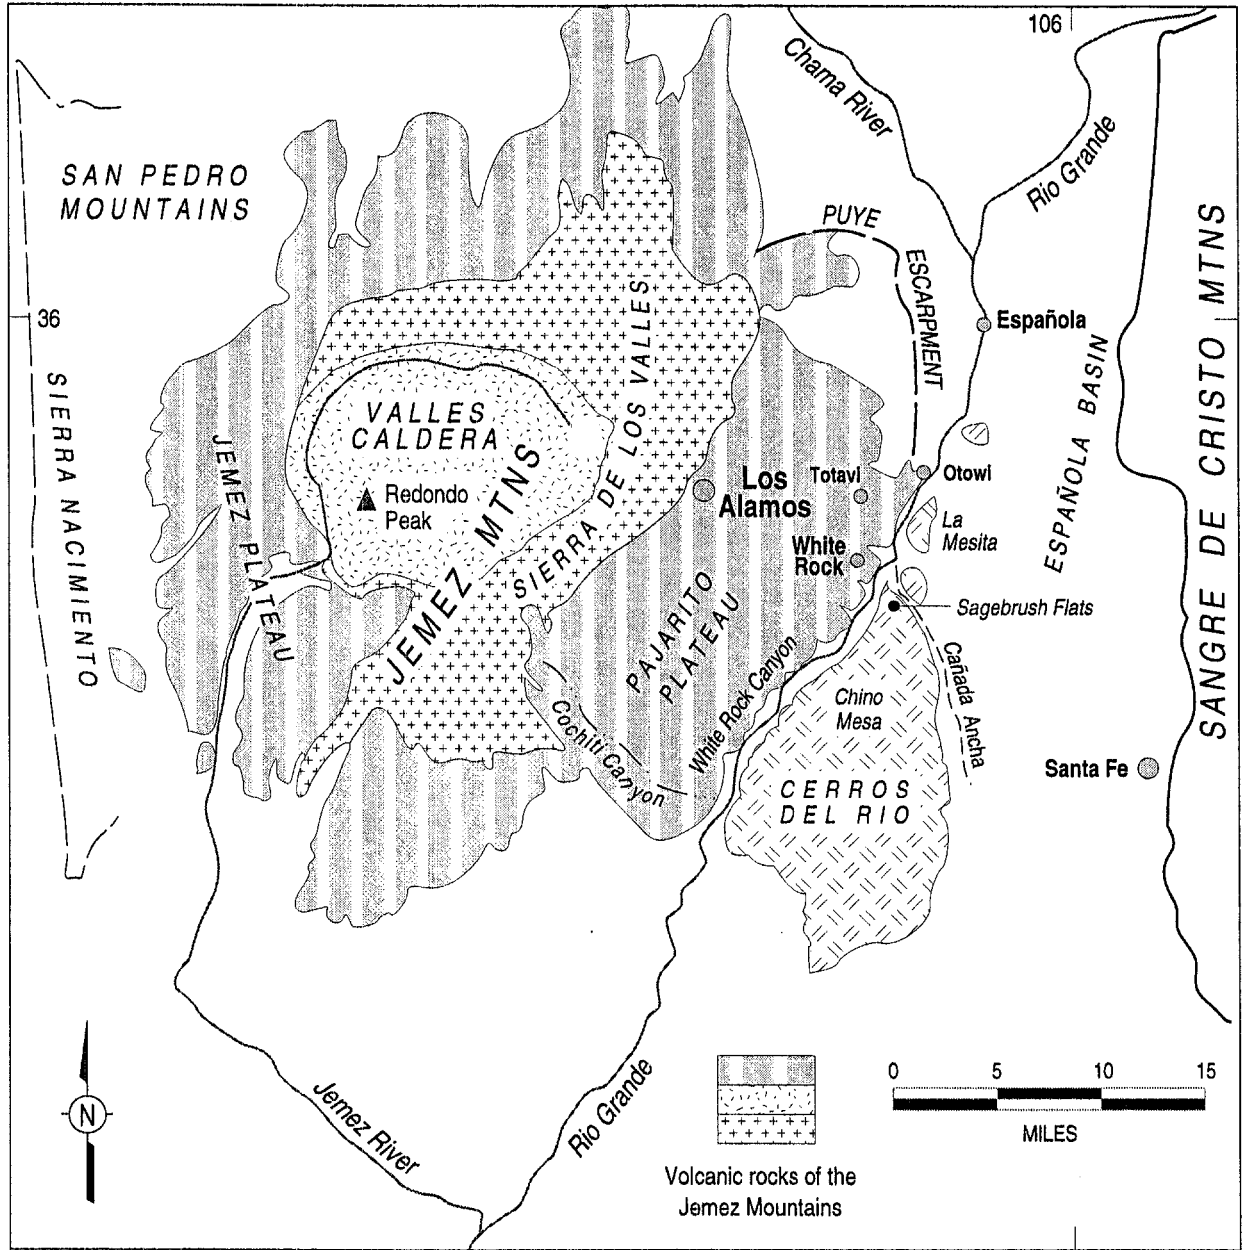 106
Chama River
Rio Grande
SAN PEDRO
MOUNTAINS
PUYE
ESCARPMENT
SANGRE DE CRISTO MTNS
36
Española
SIERRA NACIMIENTO
SIERRA DE LOS VALLES
ESPAÑOLA BASIN
VALLES
CALDERA
JEMEZ PLATEAU
JEMEZ MTNS
Redondo
Peak
Los
Alamos
Totavi
Otowi
La
Mesita
White
Rock
Sagebrush Flats
PAJARITO
PLATEAU
White Rock Canyon
Cañada Ancha
Chino
Mesa
Cochiti Canyon
Santa Fe
CERROS
DEL RIO
Jemez River
Rio Grande
N
0 5 10 15
MILES
Volcanic rocks of the
Jemez Mountains